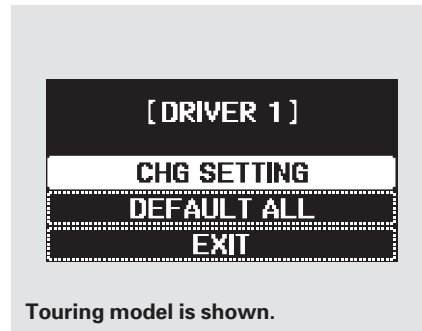 [DRIVER 1]
CHG SETTING
DEFAULT ALL
EXIT
Touring model is shown.